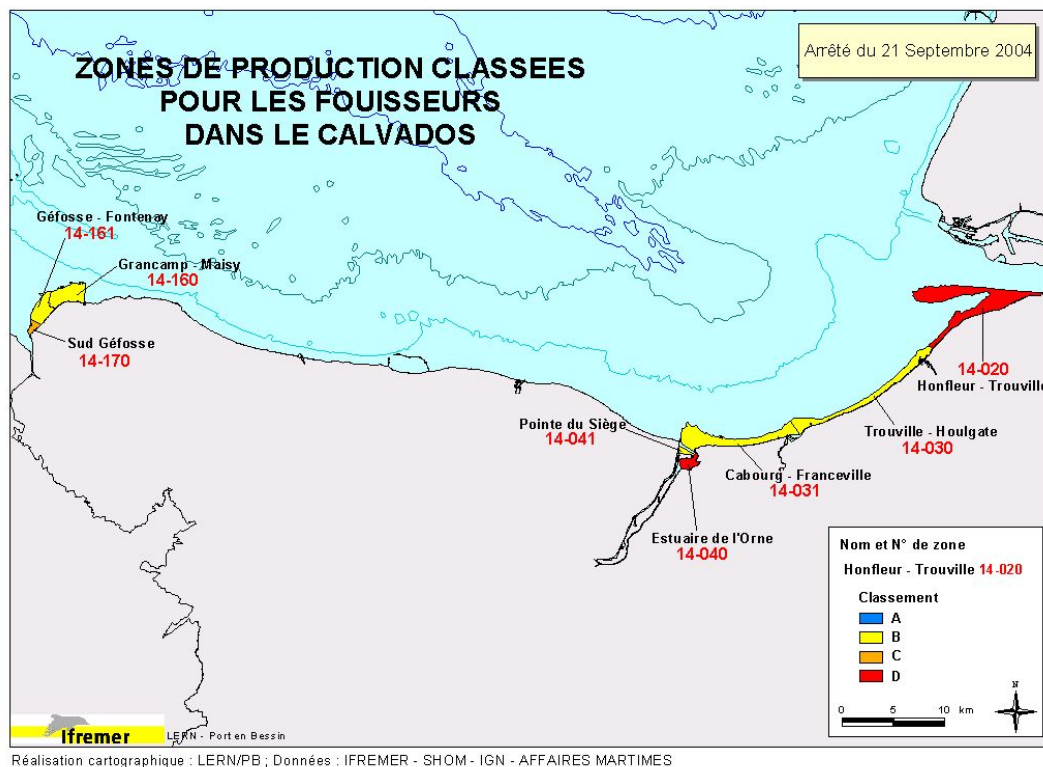 ZONES DE PRODUCTION CLASSEES
POUR LES FOUISSEURS
DANS LE CALVADOS
Arrêté du 21 Septembre 2004
Géfosse - Fontenay
14-161
Grancamp - Maisy
14-160
Sud Géfosse
14-170
14-020
Honfleur - Trouville
Pointe du Siège
14-041
Trouville - Houlgate
14-030
Cabourg - Franceville
14-031
Estuaire de l'Orne
14-040
Nom et N° de zone
Honfleur - Trouville 14-020
Classement
A
B
C
D
0 5 10 km
N
Ifremer
LERN - Port en Bessin
Réalisation cartographique : LERN/PB ; Données : IFREMER - SHOM - IGN - AFFAIRES MARTIMES